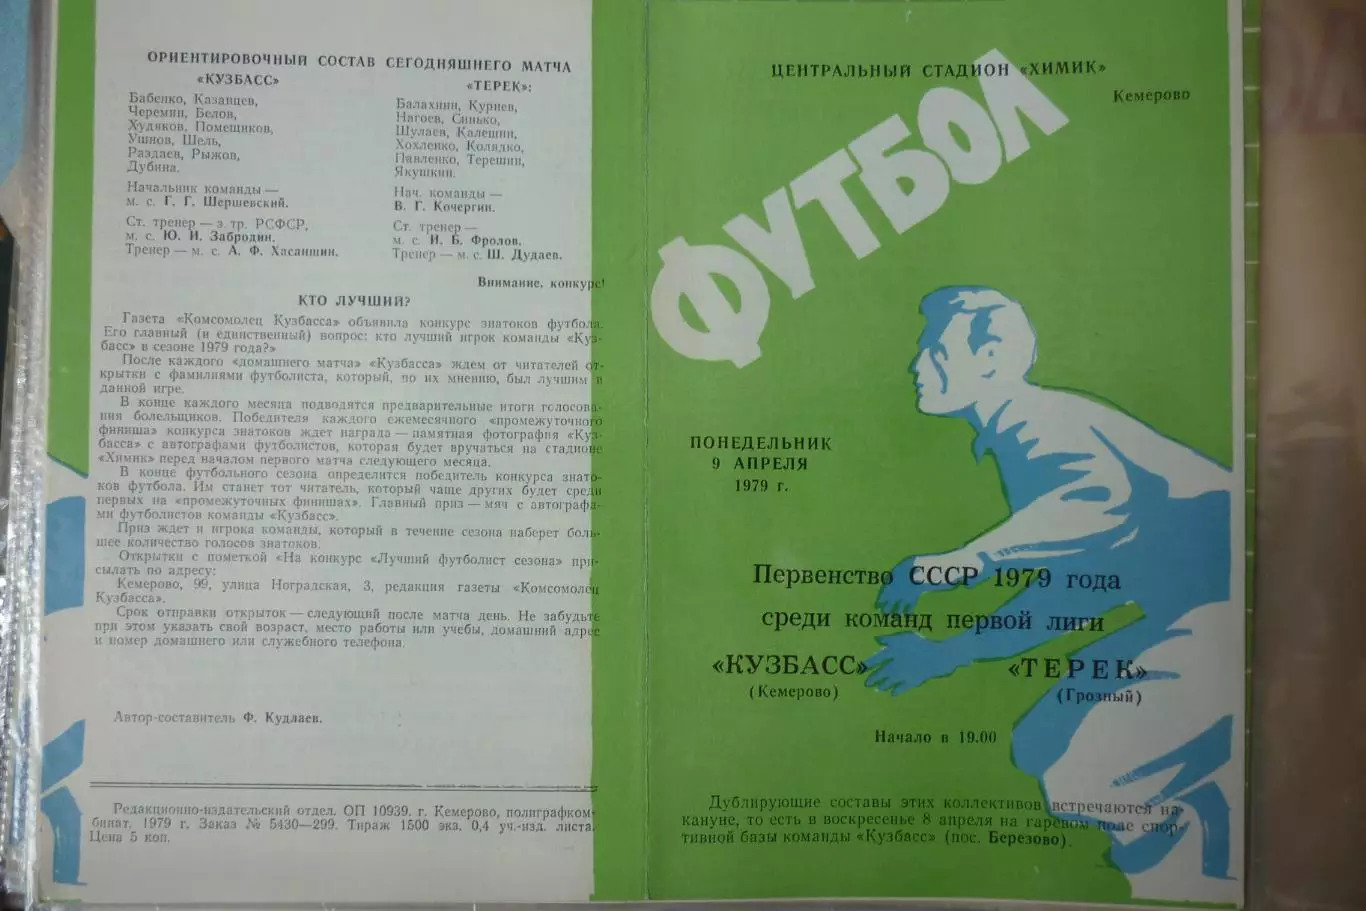 ОРИЕНТИРОВОЧНЫЙ СОСТАВ СЕГОДНЯШНЕГО МАТЧА
«КУЗБАСС»
Бабенко, Казанцев,
Черемин, Белов,
Худяков, Помещиков,
Ушнов, Шель,
Раздаев, Рыжов,
Дубина.
Начальник команды —
м. с. Г. Г. Шершевский.
Ст. тренер — з. тр. РСФСР,
м. с. Ю. И. Забродин.
Тренер — м. с. А. Ф. Хасаншин.
«ТЕРЕК»:
Балахнин, Куриев,
Нагоев, Синько,
Шулаев, Калешин,
Хохленко, Колядко,
Павленко, Терешин,
Якушкин.
Нач. команды —
В. Г. Кочергин.
Ст. тренер —
м. с. И. Б. Фролов.
Тренер — м. с. Ш. Дудаев.
Внимание, конкурс!
КТО ЛУЧШИЙ?
Газета «Комсомолец Кузбасса» объявила конкурс знатоков футбола.
Его главный (и единственный) вопрос: кто лучший игрок команды «Куз-
басс» в сезоне 1979 года?»
После каждого «домашнего матча» «Кузбасса» ждем от читателей от-
крытки с фамилиями футболиста, который, по их мнению, был лучшим в
данной игре.
В конце каждого месяца подводятся предварительные итоги голосова-
ния болельщиков. Победителя каждого ежемесячного «промежуточного
финиша» конкурса знатоков ждет награда — памятная фотография «Куз-
басса» с автографами футболистов, которая будет вручаться на стадионе
«Химик» перед началом первого матча следующего месяца.
В конце футбольного сезона определится победитель конкурса знато-
ков футбола. Им станет тот читатель, который чаще других будет среди
первых на «промежуточных финишах». Главный приз — мяч с автографа-
ми футболистов команды «Кузбасс».
Приз ждет и игрока команды, который в течение сезона наберет боль-
шее количество голосов знатоков.
Открытки с пометкой «На конкурс «Лучший футболист сезона» при-
сылать по адресу:
Кемерово, 99, улица Ноградская, 3, редакция газеты «Комсомолец
Кузбасса».
Срок отправки открыток — следующий после матча день. Не забудьте
при этом указать свой возраст, место работы или учебы, домашний адрес
и номер домашнего или служебного телефона.
Автор-составитель Ф. Кудлаев.
Редакционно-издательский отдел. ОП 10939. г. Кемерово, полиграфком-
бинат. 1979 г. Заказ № 5430—299. Тираж 1500 экз. 0,4 уч.-изд. листа.
Цена 5 коп.
ЦЕНТРАЛЬНЫЙ СТАДИОН «ХИМИК»
Кемерово
ФУТБОЛ
ПОНЕДЕЛЬНИК
9 АПРЕЛЯ
1979 г.
Первенство СССР 1979 года
среди команд первой лиги
«КУЗБАСС» «ТЕРЕК»
(Кемерово) (Грозный)
Начало в 19.00
Дублирующие составы этих коллективов встречаются на-
кануне, то есть в воскресенье 8 апреля на гаревом поле спор-
тивной базы команды «Кузбасс» (пос. Березово).